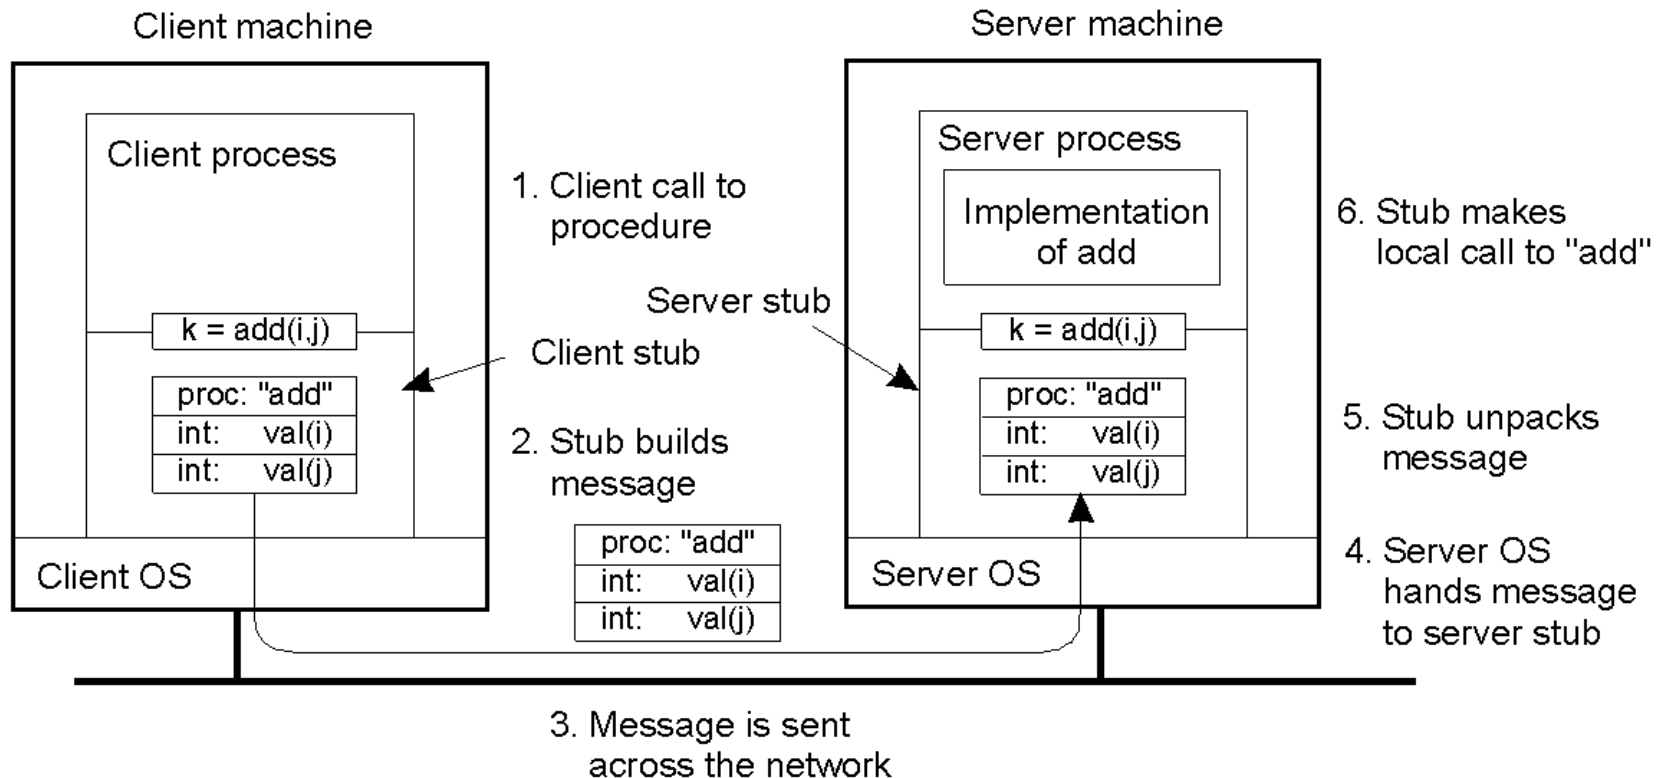 Client machine
Server machine
Client process
1. Client call to
procedure
k = add(i,j)
Client stub
proc: "add"
int: val(i)
int: val(j)
2. Stub builds
message
proc: "add"
int: val(i)
int: val(j)
Client OS
3. Message is sent
across the network
Server process
Implementation
of add
6. Stub makes
local call to "add"
Server stub
k = add(i,j)
proc: "add"
int: val(i)
int: val(j)
5. Stub unpacks
message
Server OS
4. Server OS
hands message
to server stub